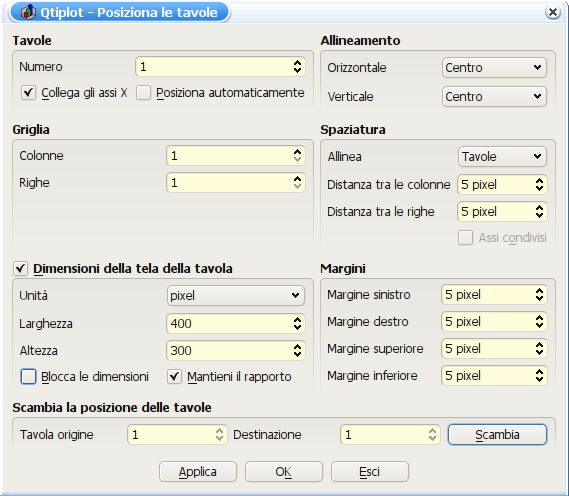 Qtiplot - Posiziona le tavole
Tavole
Numero 1
Collega gli assi X Posiziona automaticamente
Allineamento
Orizzontale Centro
Verticale Centro
Griglia
Colonne 1
Righe 1
Spaziatura
Allinea Tavole
Distanza tra le colonne 5 pixel
Distanza tra le righe 5 pixel
Assi condivisi
Dimensioni della tela della tavola
Unità pixel
Larghezza 400
Altezza 300
Blocca le dimensioni Mantieni il rapporto
Margini
Margine sinistro 5 pixel
Margine destro 5 pixel
Margine superiore 5 pixel
Margine inferiore 5 pixel
Scambia la posizione delle tavole
Tavola origine 1 Destinazione 1 Scambia
Applica OK Esci